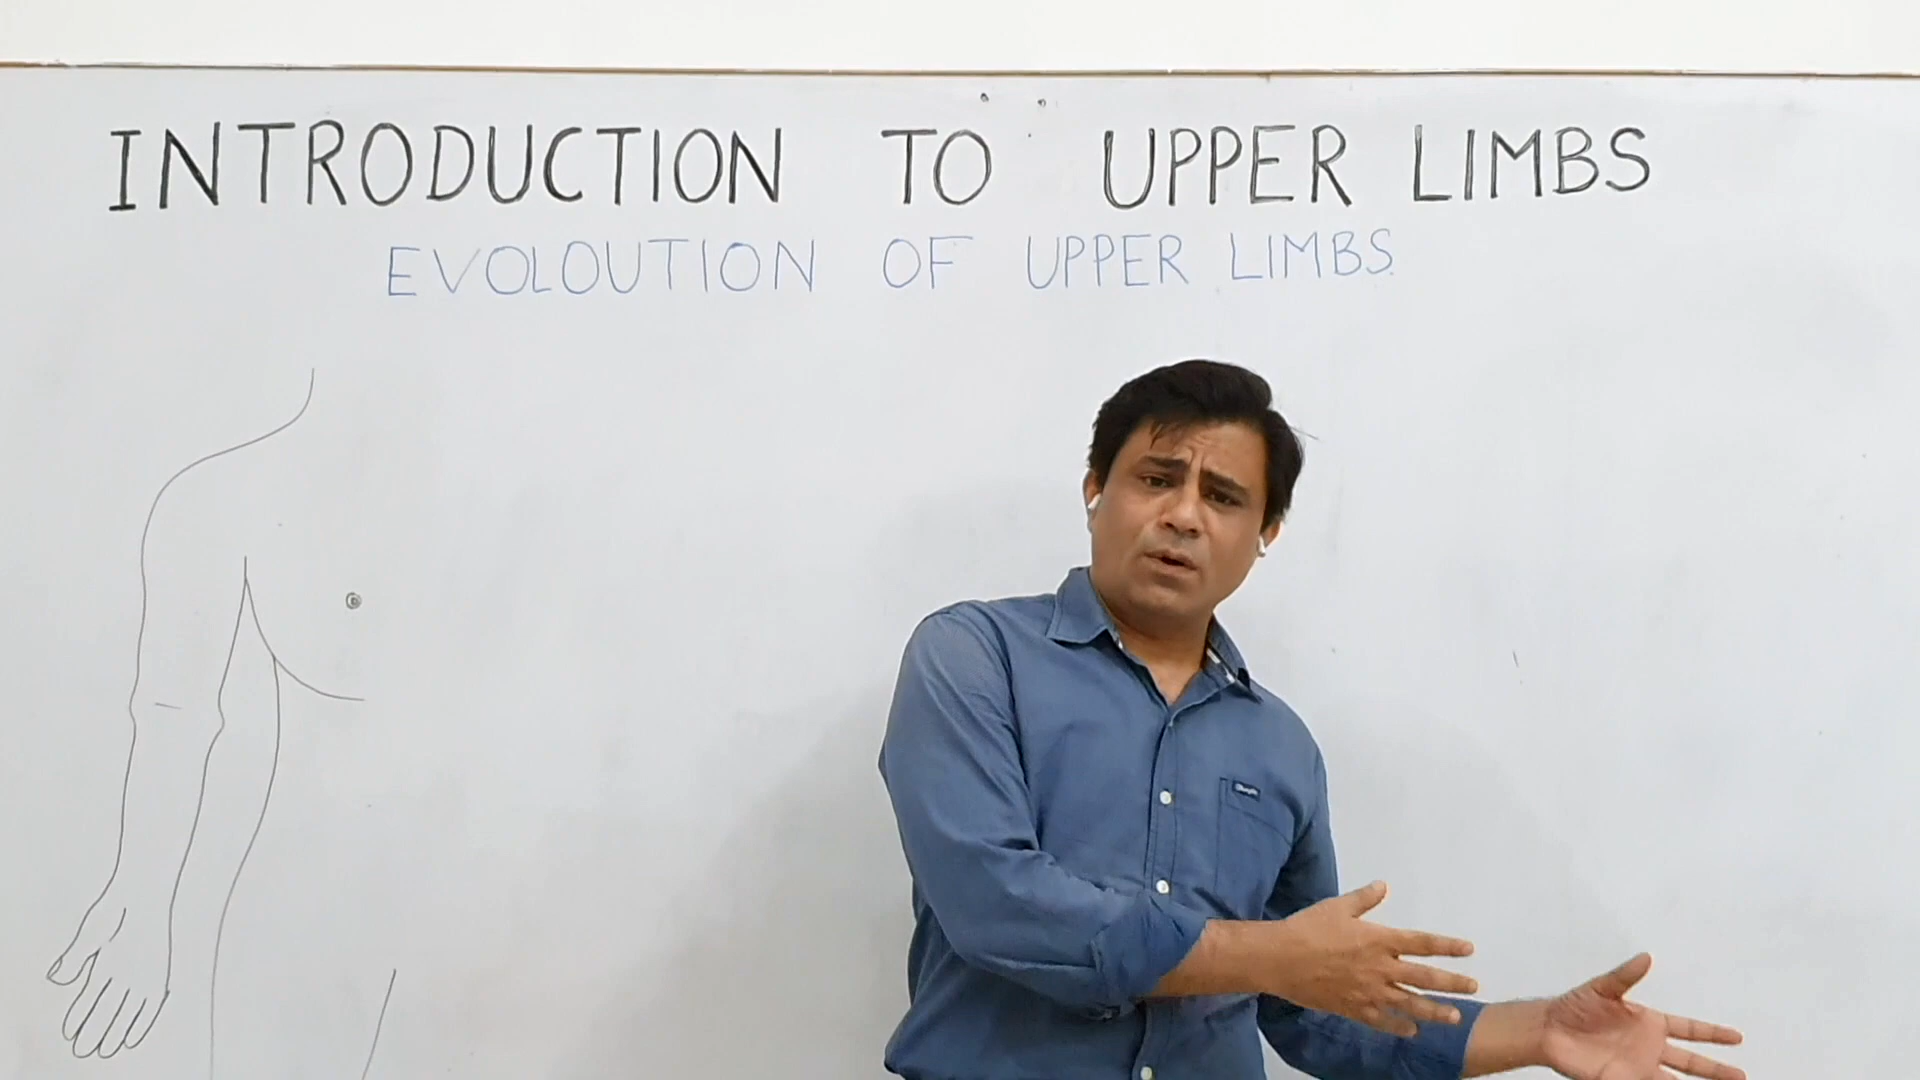 INTRODUCTION TO UPPER LIMBS
EVOLOUTION OF UPPER LIMBS